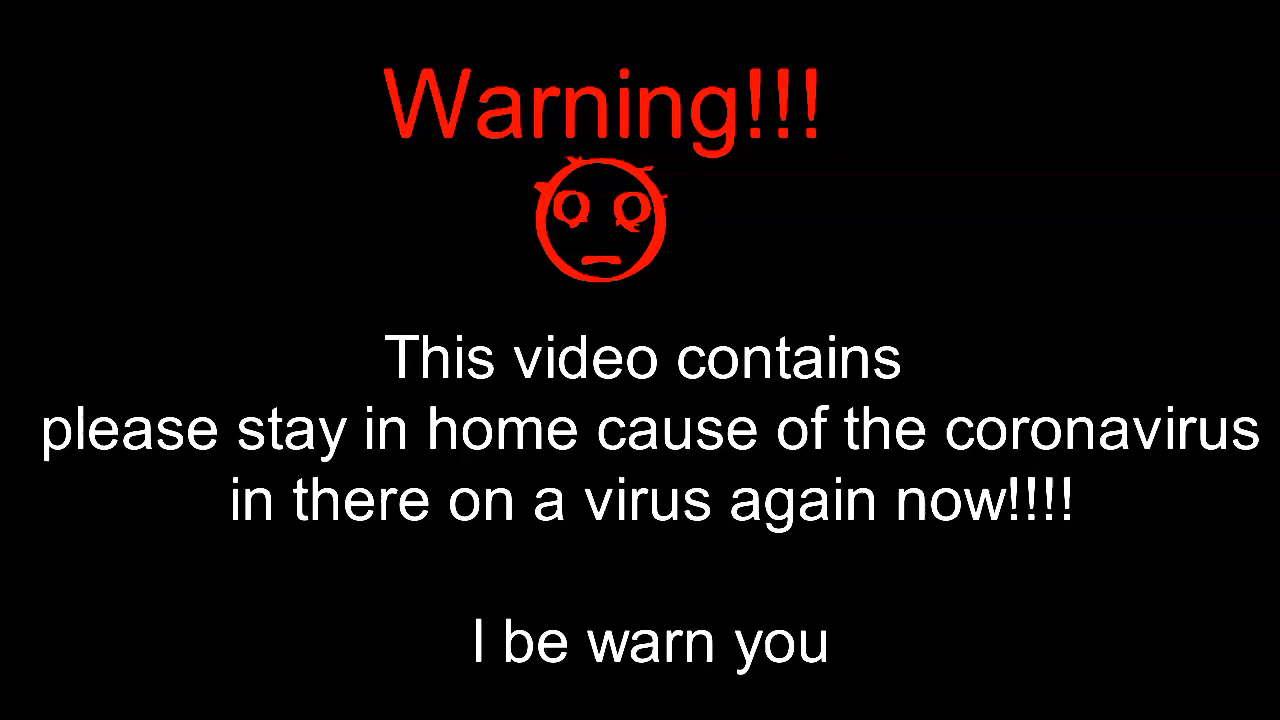 Warning!!!
This video contains
please stay in home cause of the coronavirus
in there on a virus again now!!!!
I be warn you